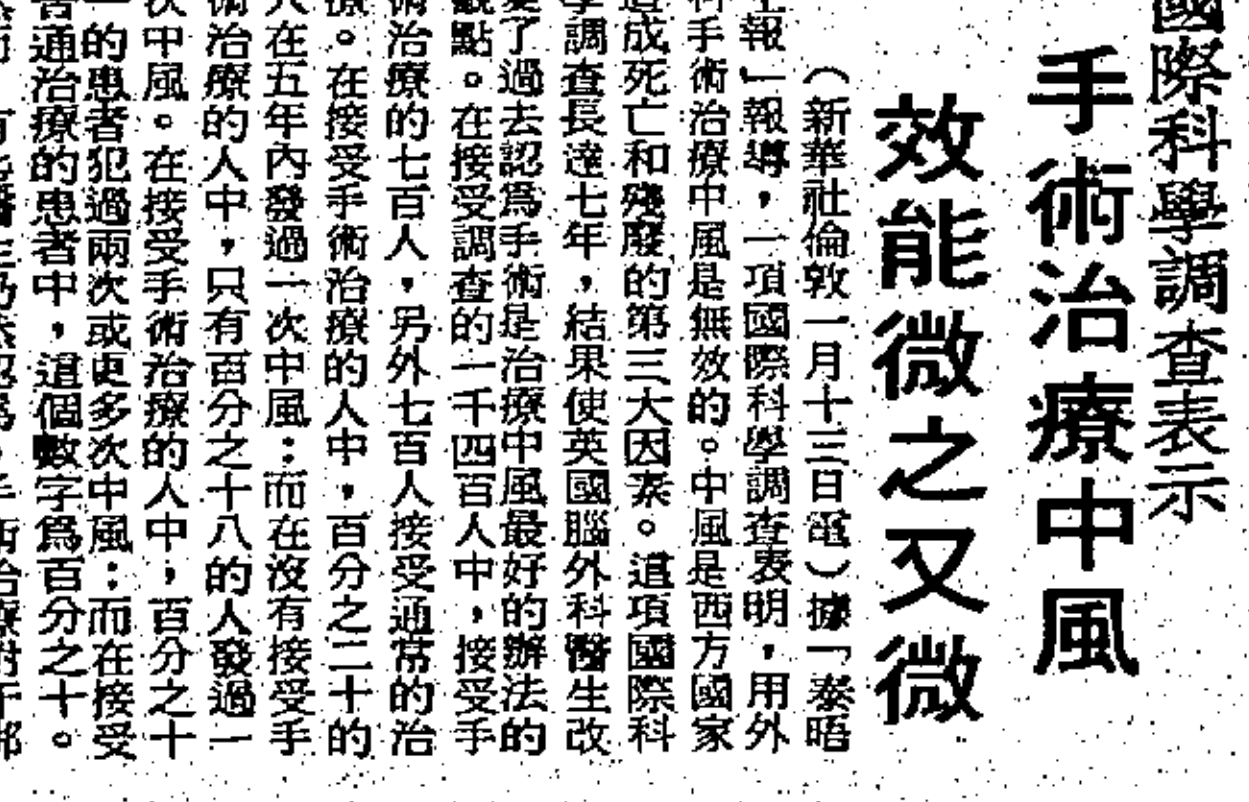 國際科學調查表示
手術治療中風
效能微之又微
（新華社倫敦一月十三日電）據「泰晤
士報」報導，一項國際科學調查表明，用外
科手術治療中風是無效的。中風是西方國家
造成死亡和殘廢的第三大因素。這項國際科
學調查長達七年，結果使英國腦外科醫生改
變了過去認爲手術是治療中風最好的辦法的
觀點。在接受調查的一千四百人中，接受手
術治療的七百人，另外七百人接受通常的治
療。在接受手術治療的人中，百分之二十的
人在五年內發過一次中風；而在沒有接受手
術治療的人中，只有百分之十八的人發過一
次中風。在接受手術治療的人中，百分之十
一的患者犯過兩次或更多次中風；而在接受
普通治療的患者中，這個數字爲百分之十。